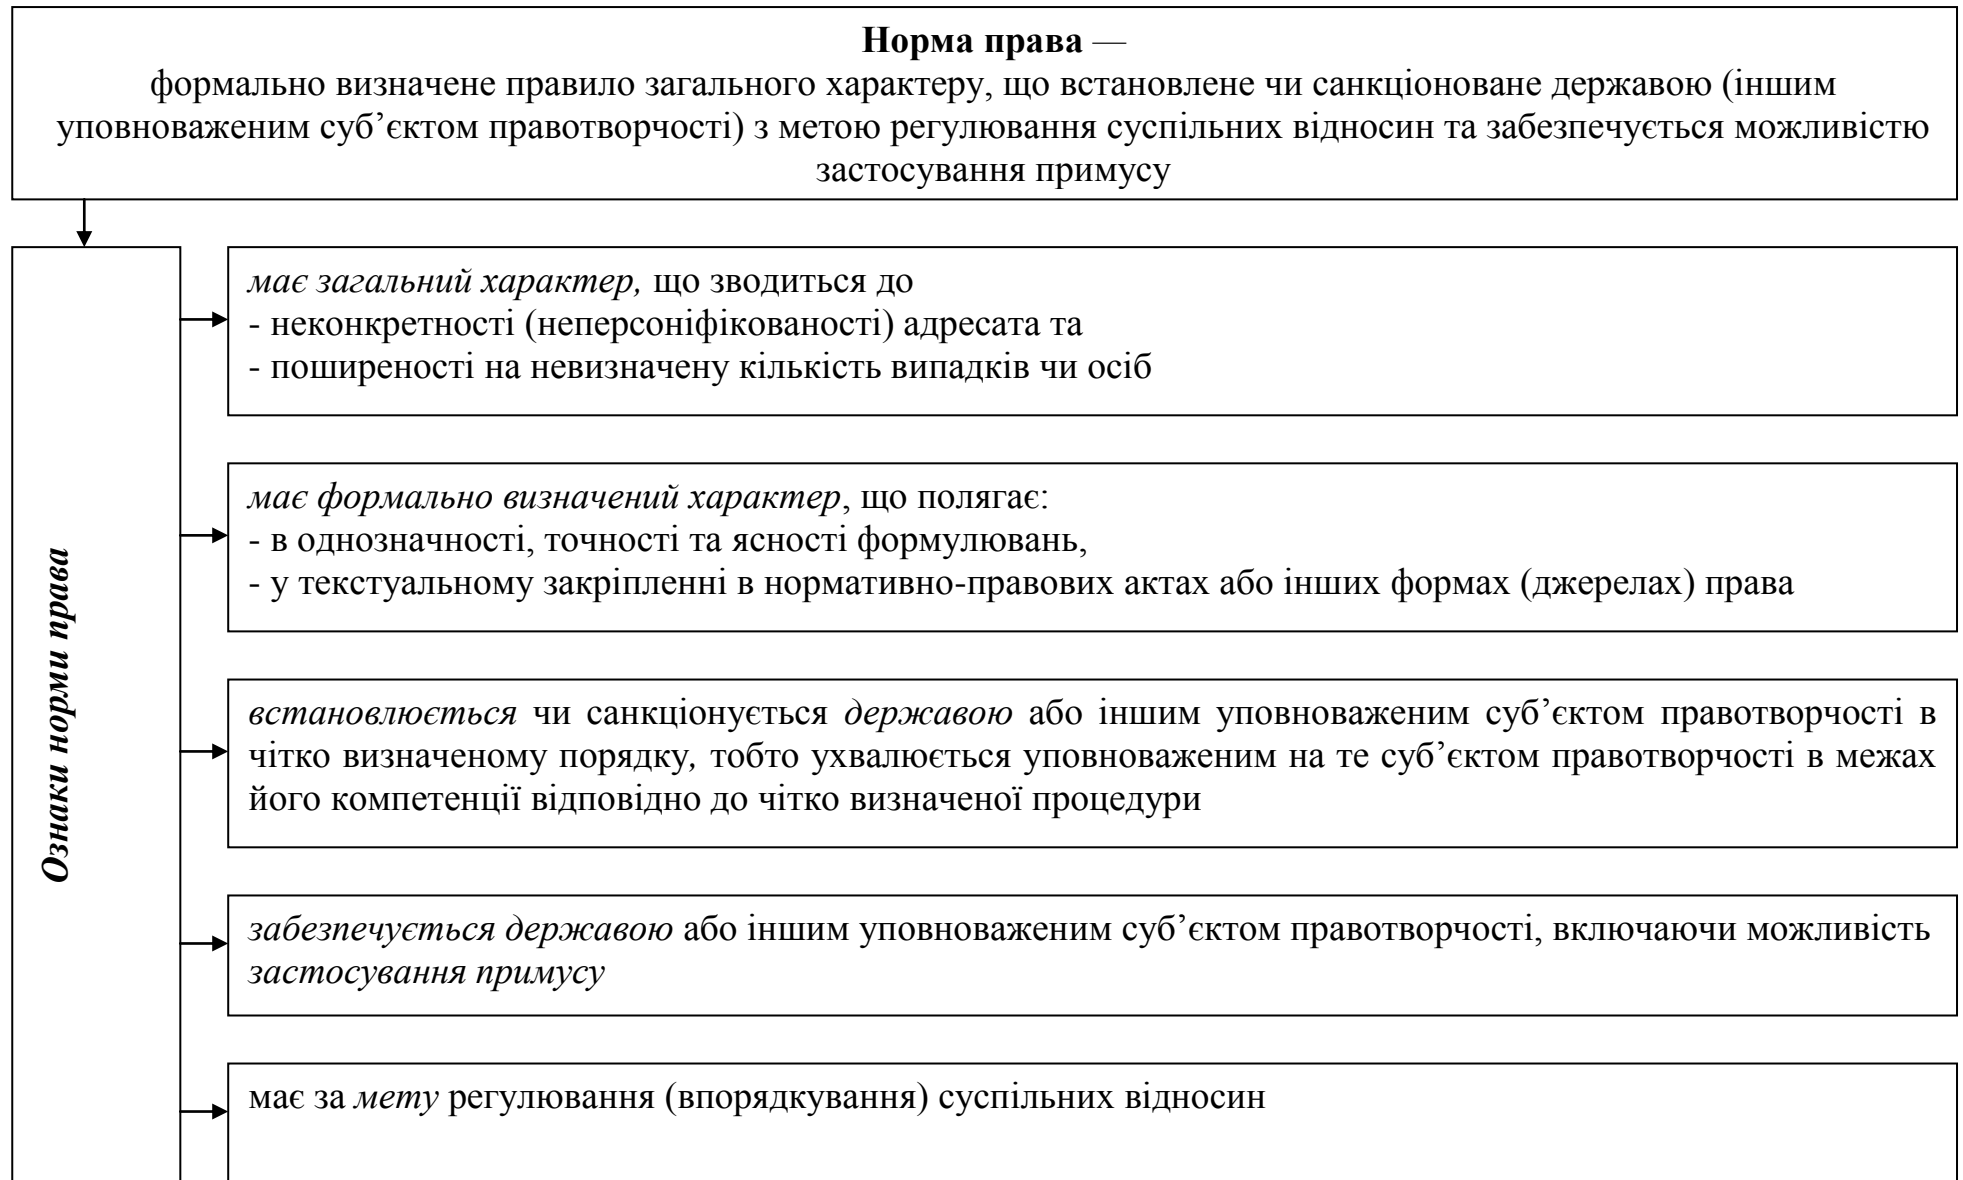 Норма права —
формально визначене правило загального характеру, що встановлене чи санкціоноване державою (іншим
уповноваженим суб’єктом правотворчості) з метою регулювання суспільних відносин та забезпечується можливістю
застосування примусу
Ознаки норми права
має загальний характер, що зводиться до
- неконкретності (неперсоніфікованості) адресата та
- поширеності на невизначену кількість випадків чи осіб
має формально визначений характер, що полягає:
- в однозначності, точності та ясності формулювань,
- у текстуальному закріпленні в нормативно-правових актах або інших формах (джерелах) права
встановлюється чи санкціонується державою або іншим уповноваженим суб’єктом правотворчості в
чітко визначеному порядку, тобто ухвалюється уповноваженим на те суб’єктом правотворчості в межах
його компетенції відповідно до чітко визначеної процедури
забезпечується державою або іншим уповноваженим суб’єктом правотворчості, включаючи можливість
застосування примусу
має за мету регулювання (впорядкування) суспільних відносин